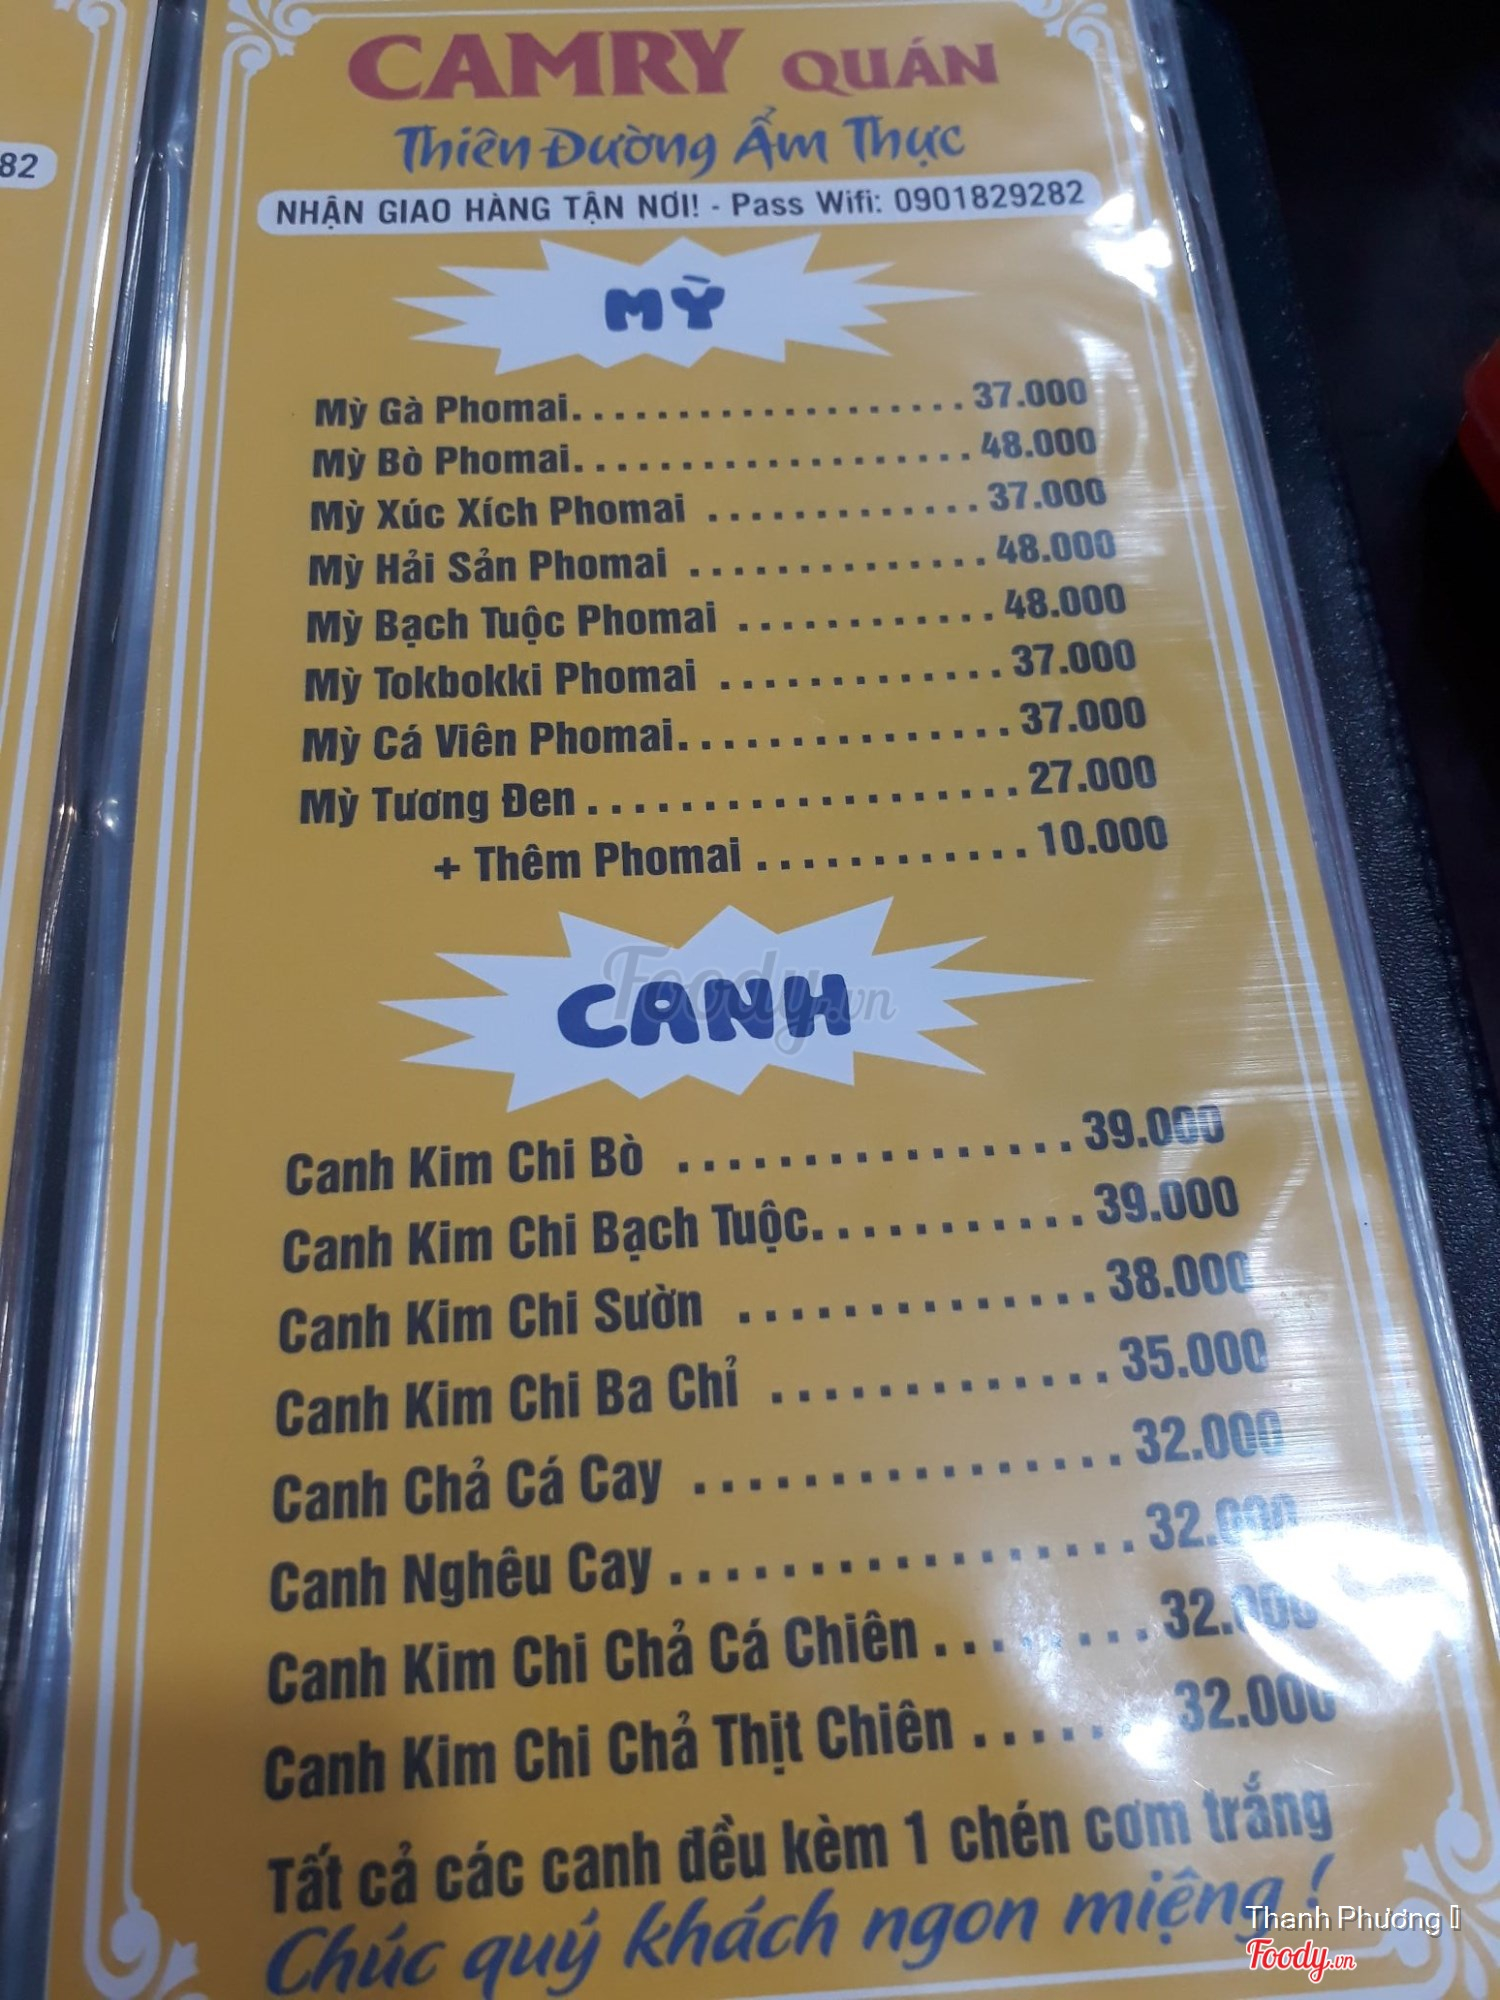 82
CAMRY QUÁN
Thiên Đường Ẩm Thực
NHẬN GIAO HÀNG TẬN NƠI! - Pass Wifi: 0901829282
MỲ
Mỳ Gà Phomai. . . . . . . . . . . . . . . . . . . 37.000
Mỳ Bò Phomai. . . . . . . . . . . . . . . . . . . 48.000
Mỳ Xúc Xích Phomai . . . . . . . . . . . . . 37.000
Mỳ Hải Sản Phomai . . . . . . . . . . . . . . 48.000
Mỳ Bạch Tuộc Phomai . . . . . . . . . . . . 48.000
Mỳ Tokbokki Phomai . . . . . . . . . . . . . 37.000
Mỳ Cá Viên Phomai. . . . . . . . . . . . . . . 37.000
Mỳ Tương Đen . . . . . . . . . . . . . . . . . . . 27.000
+ Thêm Phomai . . . . . . . . . . . . 10.000
CANH
Canh Kim Chi Bò . . . . . . . . . . . . . . . . 39.000
Canh Kim Chi Bạch Tuộc. . . . . . . . . . . 39.000
Canh Kim Chi Sườn . . . . . . . . . . . . . . 38.000
Canh Kim Chi Ba Chỉ . . . . . . . . . . . . . 35.000
Canh Chả Cá Cay . . . . . . . . . . . . . . . . 32.000
Canh Nghêu Cay . . . . . . . . . . . . . . . . . 32.000
Canh Kim Chi Chả Cá Chiên . . . . . . . . 32.000
Canh Kim Chi Chả Thịt Chiên . . . . . . . 32.000
Tất cả các canh đều kèm 1 chén cơm trắng
Chúc quý khách ngon miệng !
Foody.vn
Thanh Phương
Foody.vn